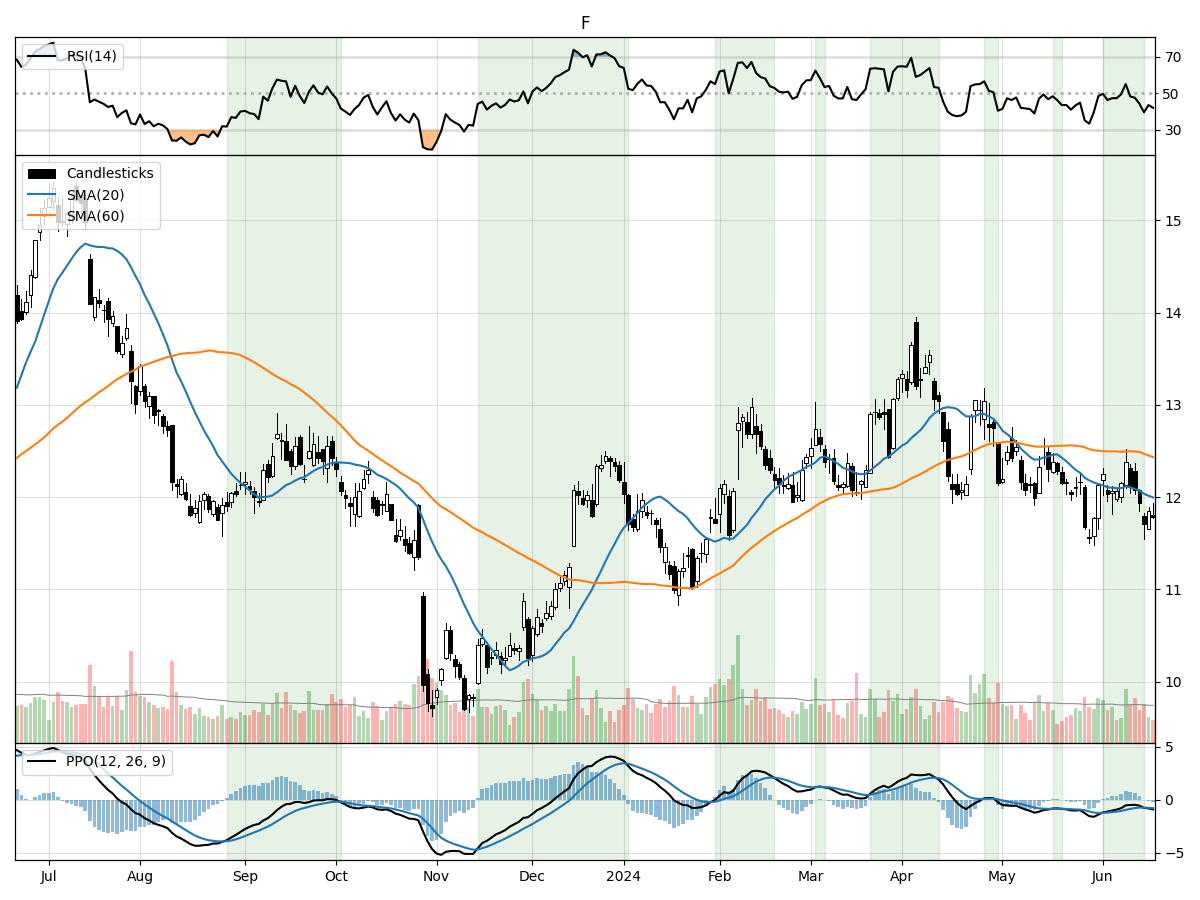 F
RSI(14)
70
50
30
Candlesticks
SMA(20)
SMA(60)
15
14
13
12
11
10
PPO(12, 26, 9)
5
0
−5
Jul Aug Sep Oct Nov Dec 2024 Feb Mar Apr May Jun